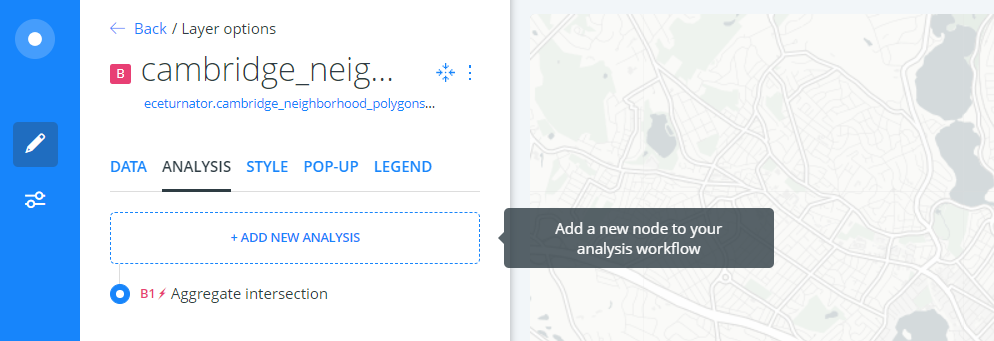 Back / Layer options
B cambridge_neig...
eceturnator.cambridge_neighborhood_polygons...
DATA ANALYSIS STYLE POP-UP LEGEND
+ ADD NEW ANALYSIS
Add a new node to your
analysis workflow
B1 Aggregate intersection